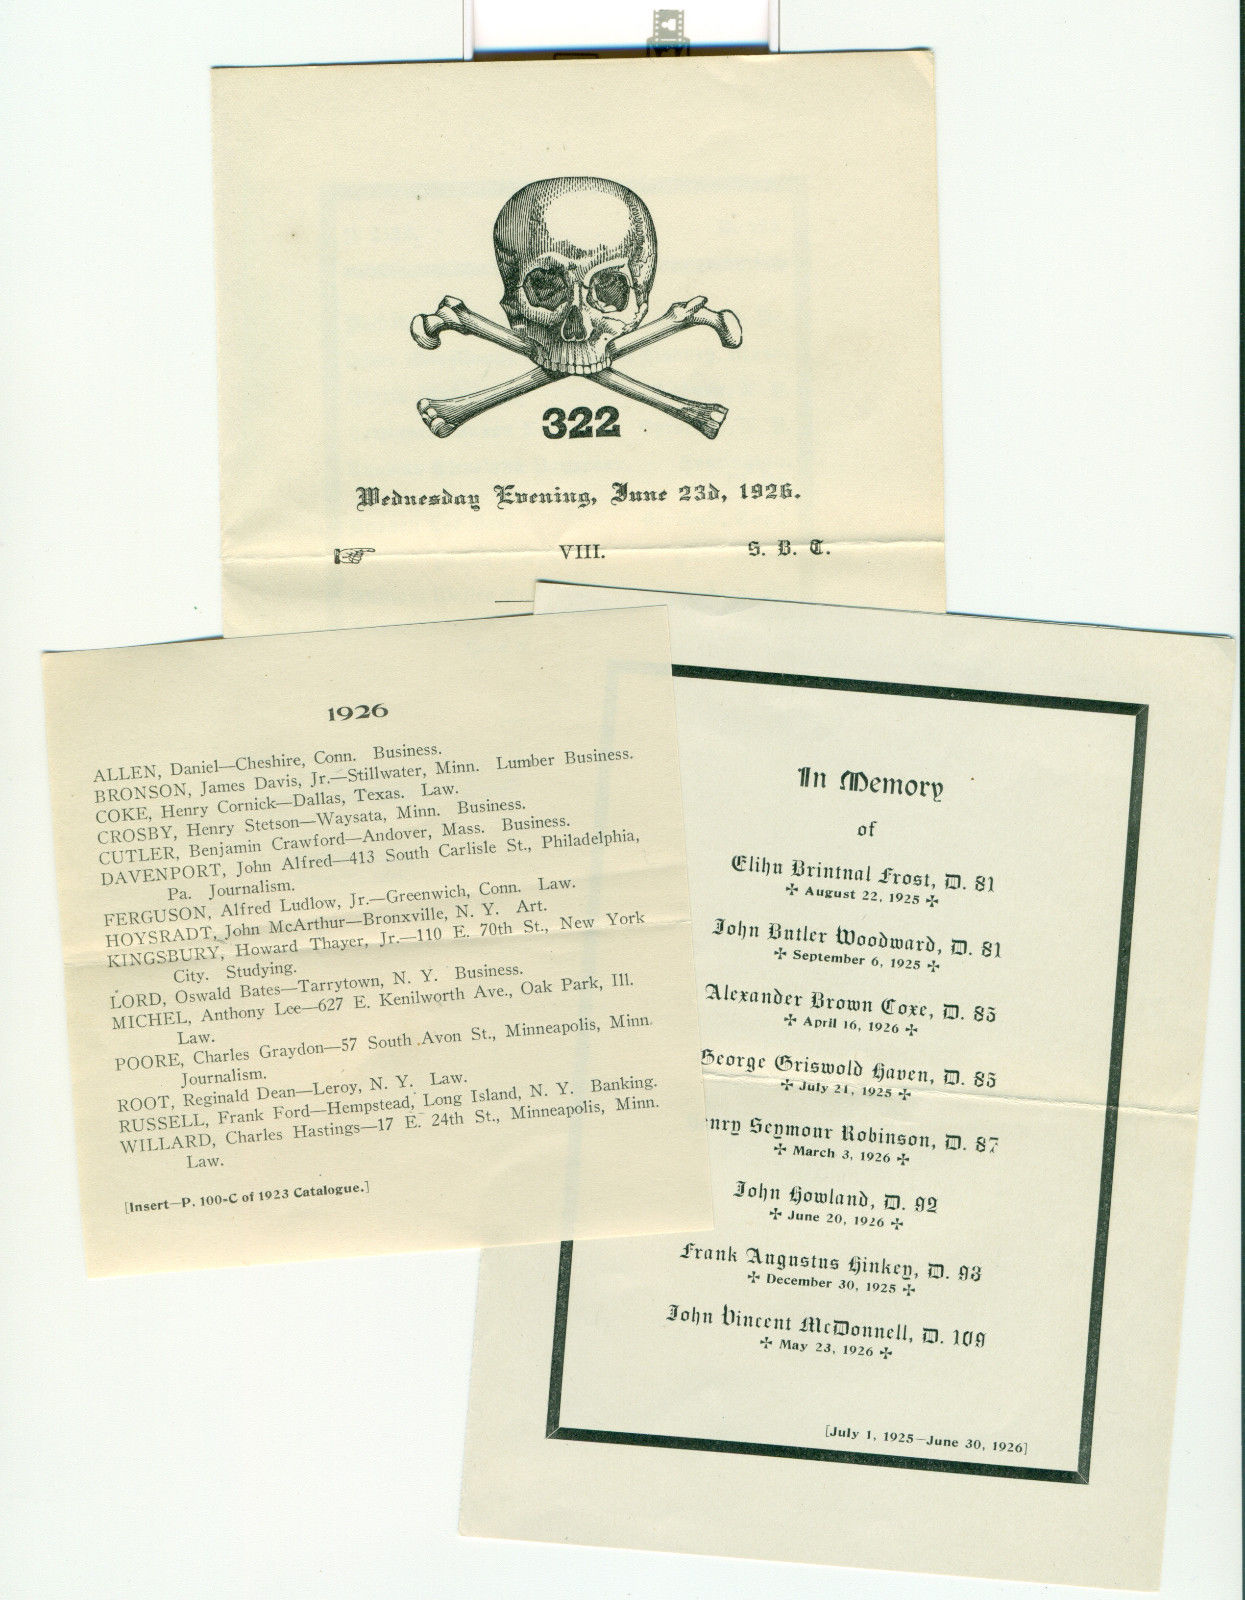 322
Wednesday Evening, June 23d, 1926.
VIII. S. B. T.
1926
ALLEN, Daniel—Cheshire, Conn. Business.
BRONSON, James Davis, Jr.—Stillwater, Minn. Lumber Business.
COKE, Henry Cornick—Dallas, Texas. Law.
CROSBY, Henry Stetson—Waysata, Minn. Business.
CUTLER, Benjamin Crawford—Andover, Mass. Business.
DAVENPORT, John Alfred—413 South Carlisle St., Philadelphia,
Pa. Journalism.
FERGUSON, Alfred Ludlow, Jr.—Greenwich, Conn. Law.
HOYSRADT, John McArthur—Bronxville, N. Y. Art.
KINGSBURY, Howard Thayer, Jr.—110 E. 70th St., New York
City. Studying.
LORD, Oswald Bates—Tarrytown, N. Y. Business.
MICHEL, Anthony Lee—627 E. Kenilworth Ave., Oak Park, Ill.
Law.
POORE, Charles Graydon—57 South Avon St., Minneapolis, Minn.
Journalism.
ROOT, Reginald Dean—Leroy, N. Y. Law.
RUSSELL, Frank Ford—Hempstead, Long Island, N. Y. Banking.
WILLARD, Charles Hastings—17 E. 24th St., Minneapolis, Minn.
Law.
[Insert—P. 100-C of 1923 Catalogue.]
In Memory
of
Elihu Brintnal Frost, D. 81
✠ August 22, 1925 ✠
John Butler Woodward, D. 81
✠ September 6, 1925 ✠
Alexander Brown Coxe, D. 85
✠ April 16, 1926 ✠
George Griswold Haven, D. 85
✠ July 21, 1925 ✠
enry Seymour Robinson, D. 87
✠ March 3, 1926 ✠
John Howland, D. 92
✠ June 20, 1926 ✠
Frank Augustus Hinkey, D. 93
✠ December 30, 1925 ✠
John Vincent McDonnell, D. 109
✠ May 23, 1926 ✠
[July 1, 1925—June 30, 1926]